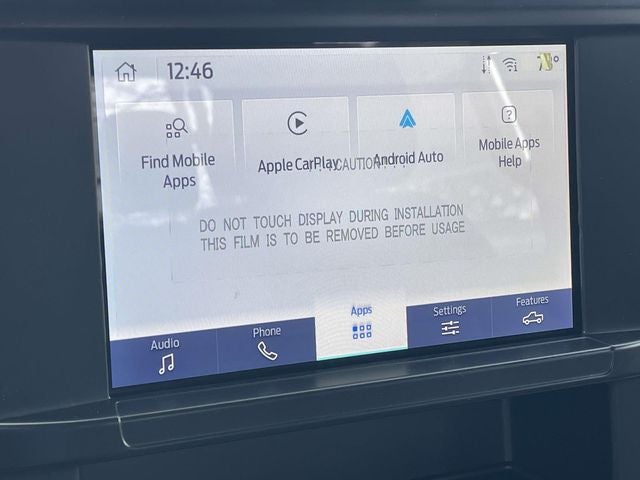 12:46
Find Mobile
Apps
Apple CarPlay
Android Auto
Mobile Apps
Help
CAUTION
DO NOT TOUCH DISPLAY DURING INSTALLATION
THIS FILM IS TO BE REMOVED BEFORE USAGE
Audio
Phone
Apps
Settings
Features